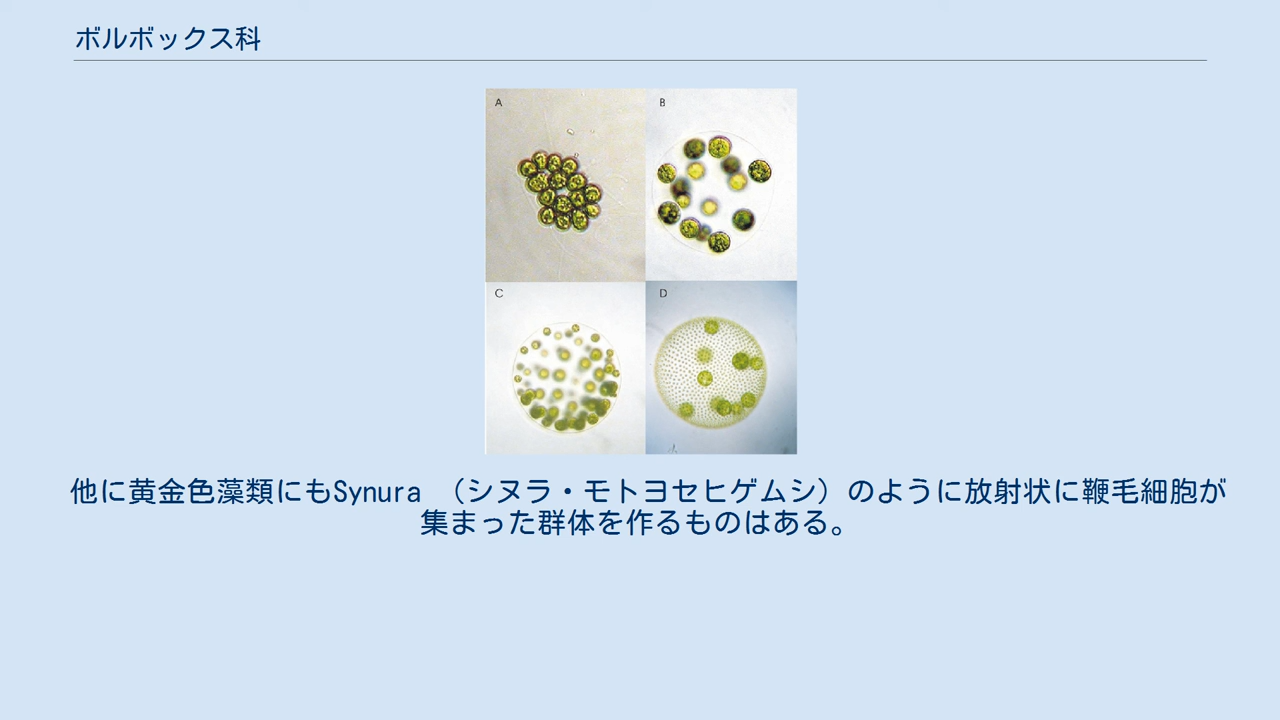 ボルボックス科
A
B
C
D
他に黄金色藻類にもSynura （シヌラ・モトヨセヒゲムシ）のように放射状に鞭毛細胞が
集まった群体を作るものはある。